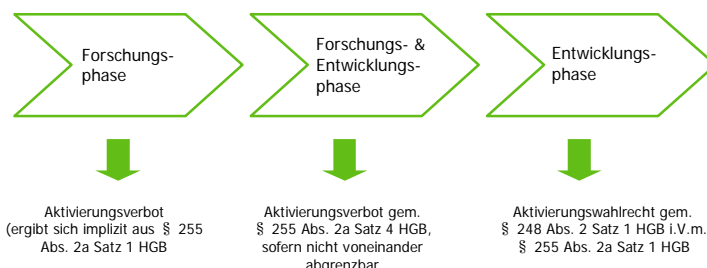 Forschungs-
phase
Forschungs- &
Entwicklungs-
phase
Entwicklungs-
phase
Aktivierungsverbot
(ergibt sich implizit aus § 255
Abs. 2a Satz 1 HGB
Aktivierungsverbot gem.
§ 255 Abs. 2a Satz 4 HGB,
sofern nicht voneinander
abgrenzbar
Aktivierungswahlrecht gem.
§ 248 Abs. 2 Satz 1 HGB i.V.m.
§ 255 Abs. 2a Satz 1 HGB